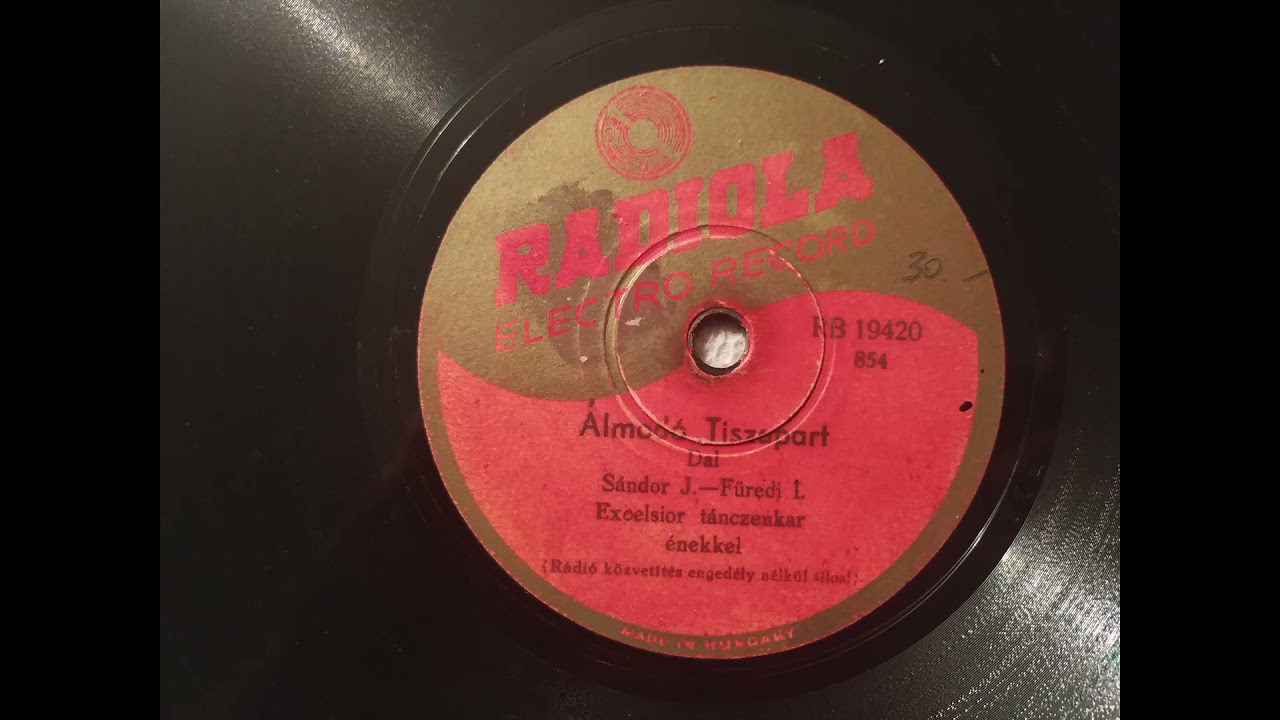 RADIOLA
ELECTRO RECORD
30.—
RB 19420
854
Álmodó Tiszapart
Dal
Sándor J.—Füredi I.
Excelsior tánczenkar
énekkel
(Rádió közvetítés engedély nélkül tilos!)
MADE IN HUNGARY